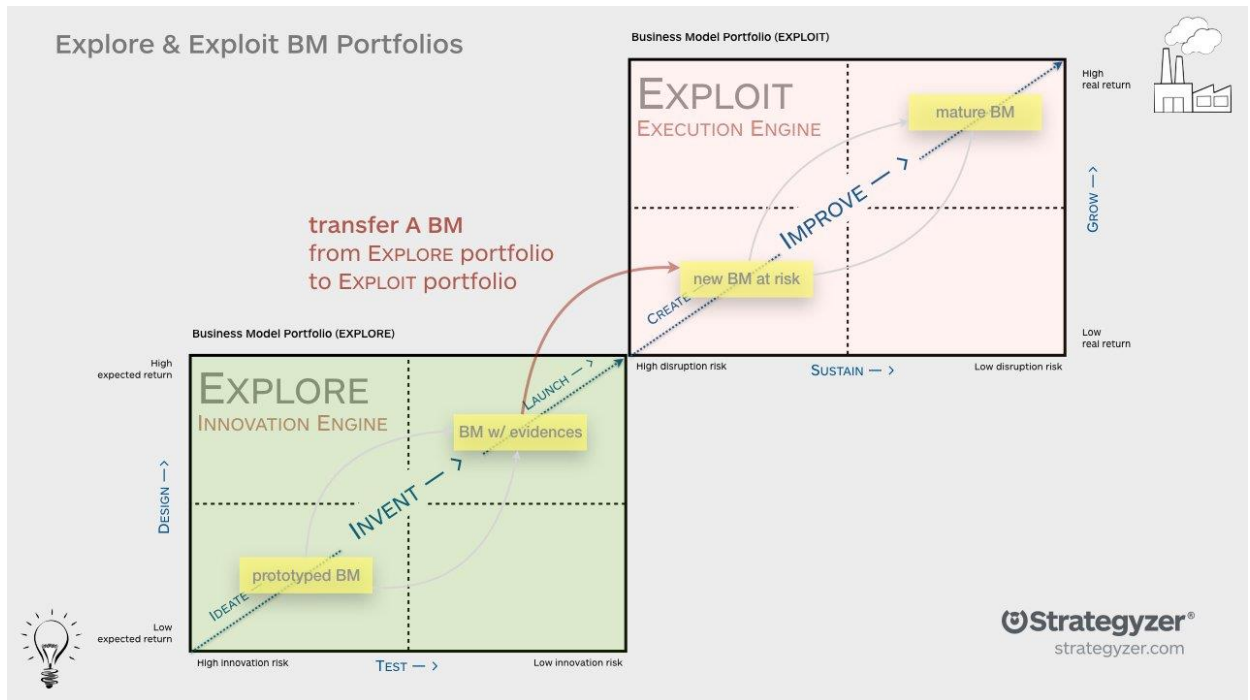 Explore & Exploit BM Portfolios
Business Model Portfolio (EXPLOIT)
EXPLOIT
EXECUTION ENGINE
mature BM
High
real return
IMPROVE — >
GROW — >
transfer A BM
from EXPLORE portfolio
to EXPLOIT portfolio
new BM at risk
CREATE —
Low
real return
High disruption risk
SUSTAIN — >
Low disruption risk
Business Model Portfolio (EXPLORE)
High
expected return
EXPLORE
INNOVATION ENGINE
LAUNCH — >
BM w/ evidences
DESIGN — >
INVENT — >
prototyped BM
IDEATE —
Low
expected return
High innovation risk
TEST — >
Low innovation risk
Strategyzer®
strategyzer.com